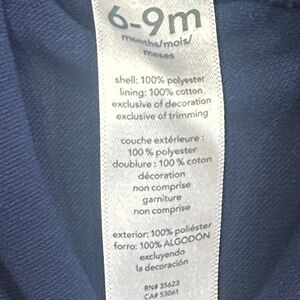 6-9m
months/mois/
meses
shell: 100% polyester
lining: 100% cotton
exclusive of decoration
exclusive of trimming
couche extérieure :
100 % polyester
doublure : 100 % coton
décoration
non comprise
garniture
non comprise
exterior: 100% poliéster
forro: 100% ALGODÓN
excluyendo
la decoración
RN# 35623
CA# 53061